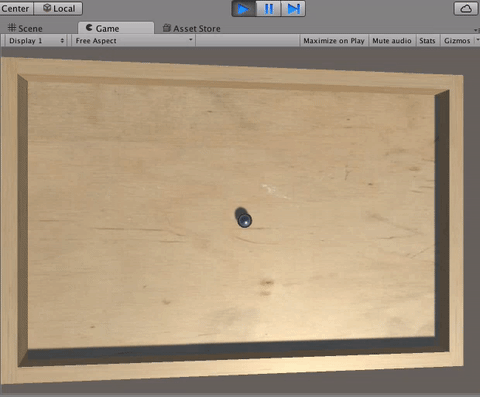 Center Local
Scene Game Asset Store
Display 1 Free Aspect Maximize on Play Mute audio Stats Gizmos